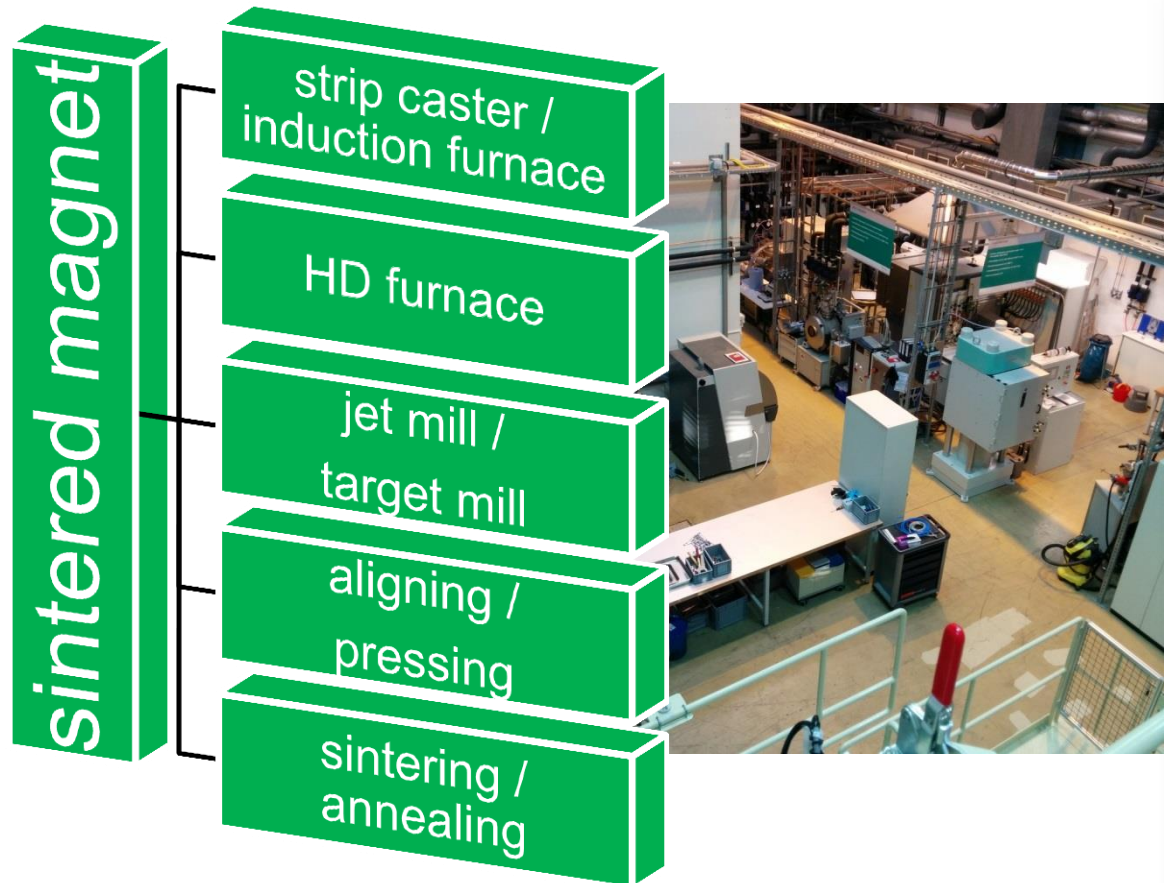 sintered magnet
strip caster /
induction furnace
HD furnace
jet mill /
target mill
aligning /
pressing
sintering /
annealing